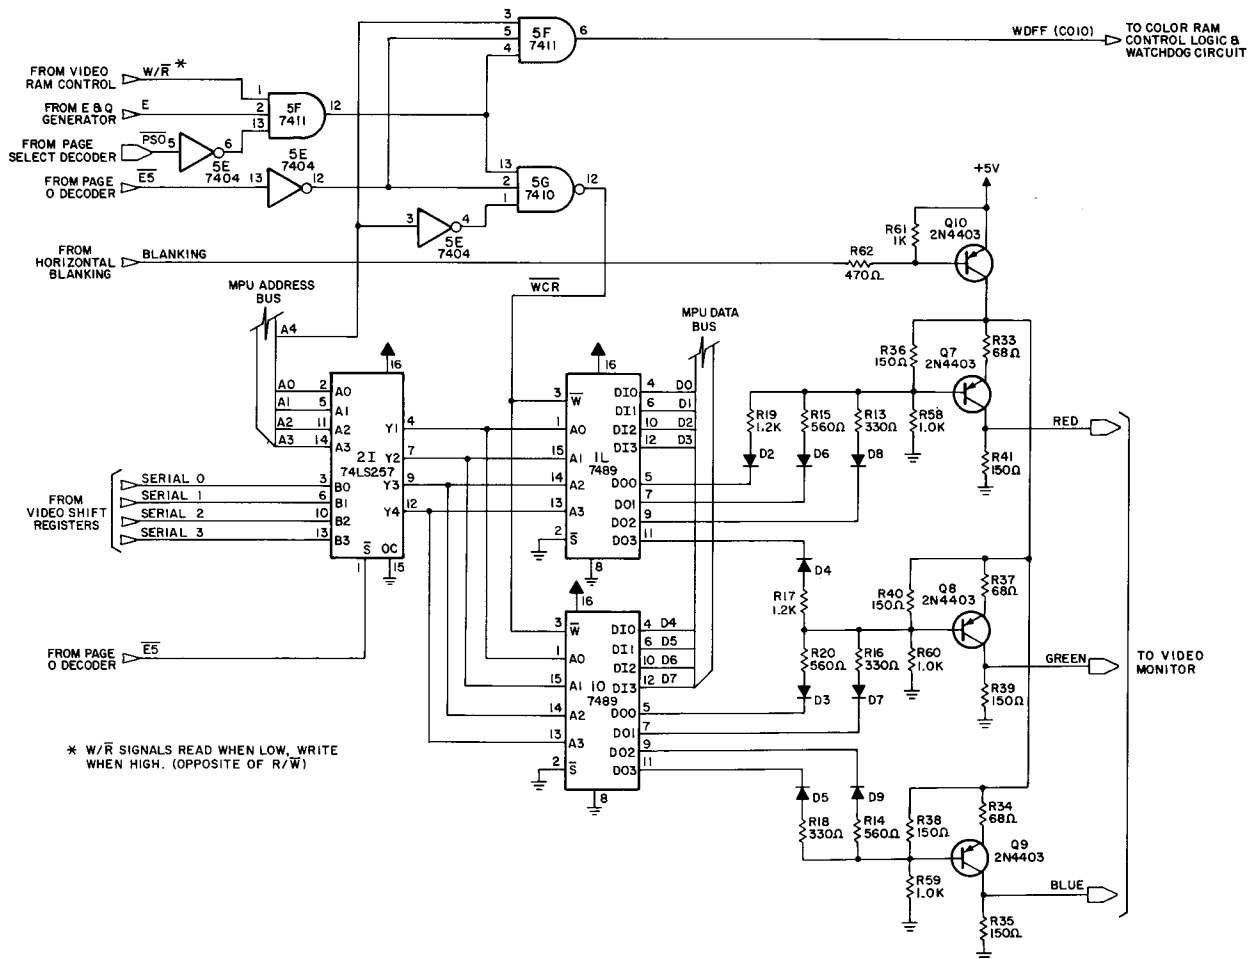 3
5
4
5F
7411
6
WDFF (C010)
TO COLOR RAM
CONTROL LOGIC &
WATCHDOG CIRCUIT
FROM VIDEO
RAM CONTROL
W/R̅ *
1
FROM E & Q
GENERATOR
E
2
13
5F
7411
12
FROM PAGE
SELECT DECODER
P̅S̅O̅
5
6
5E
7404
FROM PAGE
O DECODER
E̅5̅
13
5E
7404
12
13
2
1
5G
7410
12
3
4
5E
7404
FROM
HORIZONTAL
BLANKING
BLANKING
R62
470Ω
R61
1K
Q10
2N4403
+5V
MPU ADDRESS
BUS
A4
W̅C̅R̅
MPU DATA
BUS
16
A0 2 A0
A1 5 A1
A2 11 A2
A3 14 A3
2I
74LS257
Y1 4
Y2 7
Y3 9
Y4 12
FROM
VIDEO SHIFT
REGISTERS
SERIAL 0 3 B0
SERIAL 1 6 B1
SERIAL 2 10 B2
SERIAL 3 13 B3
S̅
OC
1
15
16
3 W̅
1 A0
15 A1
14 A2
13 A3
2 S̅
8
1L
7489
DI0 4 D0
DI1 6 D1
DI2 10 D2
DI3 12 D3
DO0 5
DO1 7
DO2 9
DO3 11
R36
150Ω
Q7
2N4403
R33
68Ω
R19
1.2K
R15
560Ω
R13
330Ω
R58
1.0K
D2
D6
D8
RED
R41
150Ω
FROM PAGE
O DECODER
E̅5̅
16
3 W̅
1 A0
15 A1
14 A2
13 A3
2 S̅
8
1O
7489
DI0 4 D4
DI1 6 D5
DI2 10 D6
DI3 12 D7
DO0 5
DO1 7
DO2 9
DO3 11
D4
R17
1.2K
R40
150Ω
Q8
2N4403
R37
68Ω
R20
560Ω
R16
330Ω
R60
1.0K
D3
D7
GREEN
R39
150Ω
TO VIDEO
MONITOR
* W/R̅ SIGNALS READ WHEN LOW, WRITE
WHEN HIGH. (OPPOSITE OF R/W̅)
D5
D9
R18
330Ω
R14
560Ω
R38
150Ω
R34
68Ω
Q9
2N4403
R59
1.0K
BLUE
R35
150Ω